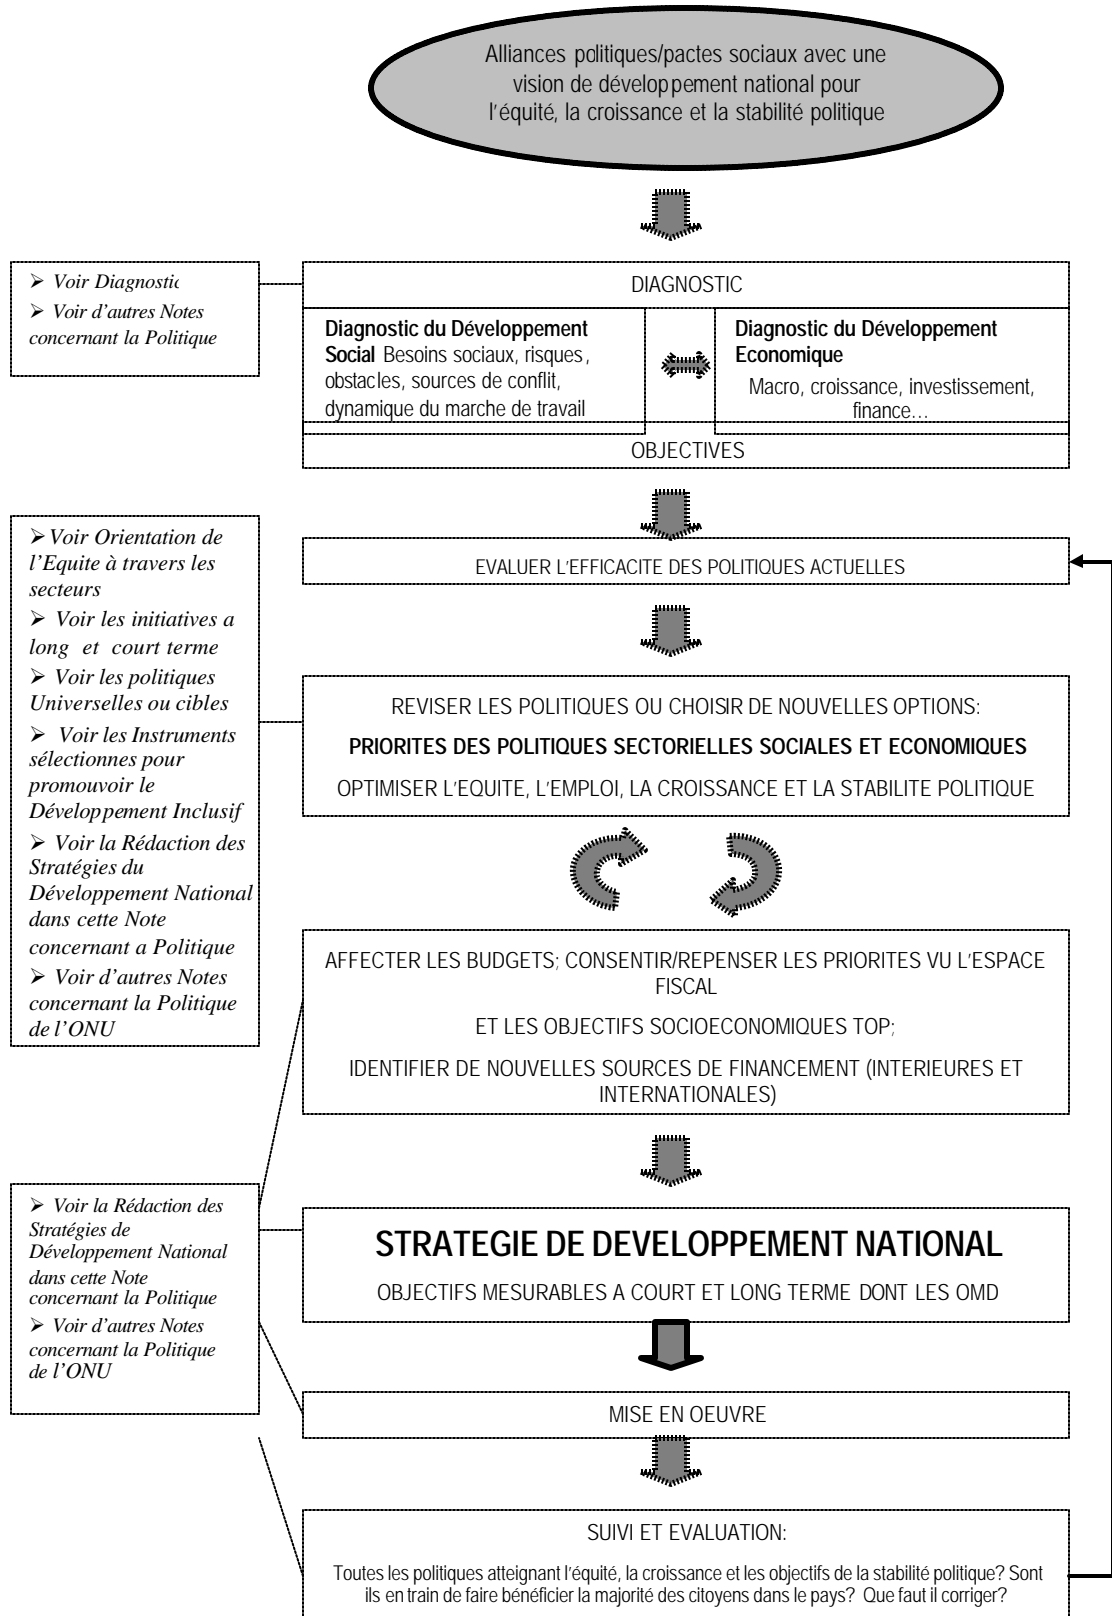 Alliances politiques/pactes sociaux avec une
vision de développement national pour
l'équité, la croissance et la stabilité politique
➢ Voir Diagnostic
➢ Voir d'autres Notes
concernant la Politique
DIAGNOSTIC
Diagnostic du Développement
Social Besoins sociaux, risques,
obstacles, sources de conflit,
dynamique du marche de travail
Diagnostic du Développement
Economique
Macro, croissance, investissement,
finance…
OBJECTIVES
➢ Voir Orientation de
l'Equite à travers les
secteurs
➢ Voir les initiatives a
long et court terme
➢ Voir les politiques
Universelles ou cibles
➢ Voir les Instruments
sélectionnes pour
promouvoir le
Développement Inclusif
➢ Voir la Rédaction des
Stratégies du
Développement National
dans cette Note
concernant a Politique
➢ Voir d'autres Notes
concernant la Politique
de l'ONU
EVALUER L'EFFICACITE DES POLITIQUES ACTUELLES
REVISER LES POLITIQUES OU CHOISIR DE NOUVELLES OPTIONS:
PRIORITES DES POLITIQUES SECTORIELLES SOCIALES ET ECONOMIQUES
OPTIMISER L'EQUITE, L'EMPLOI, LA CROISSANCE ET LA STABILITE POLITIQUE
AFFECTER LES BUDGETS; CONSENTIR/REPENSER LES PRIORITES VU L'ESPACE
FISCAL
ET LES OBJECTIFS SOCIOECONOMIQUES TOP;
IDENTIFIER DE NOUVELLES SOURCES DE FINANCEMENT (INTERIEURES ET
INTERNATIONALES)
➢ Voir la Rédaction des
Stratégies de
Développement National
dans cette Note
concernant la Politique
➢ Voir d'autres Notes
concernant la Politique
de l'ONU
STRATEGIE DE DEVELOPPEMENT NATIONAL
OBJECTIFS MESURABLES A COURT ET LONG TERME DONT LES OMD
MISE EN OEUVRE
SUIVI ET EVALUATION:
Toutes les politiques atteignant l'équité, la croissance et les objectifs de la stabilité politique? Sont
ils en train de faire bénéficier la majorité des citoyens dans le pays? Que faut il corriger?